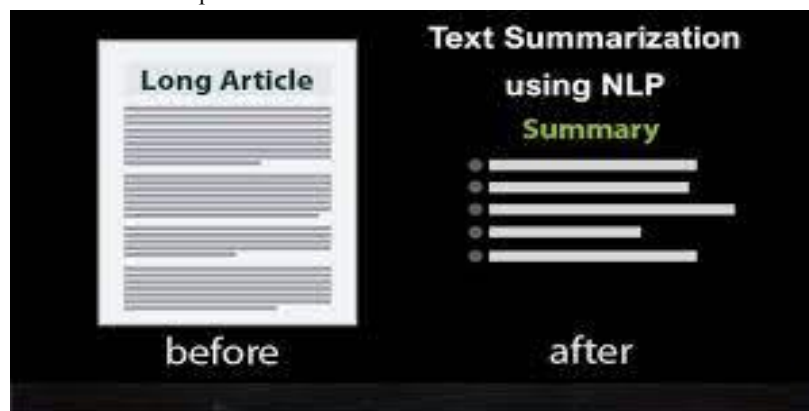 Long Article
before
Text Summarization
using NLP
Summary
after